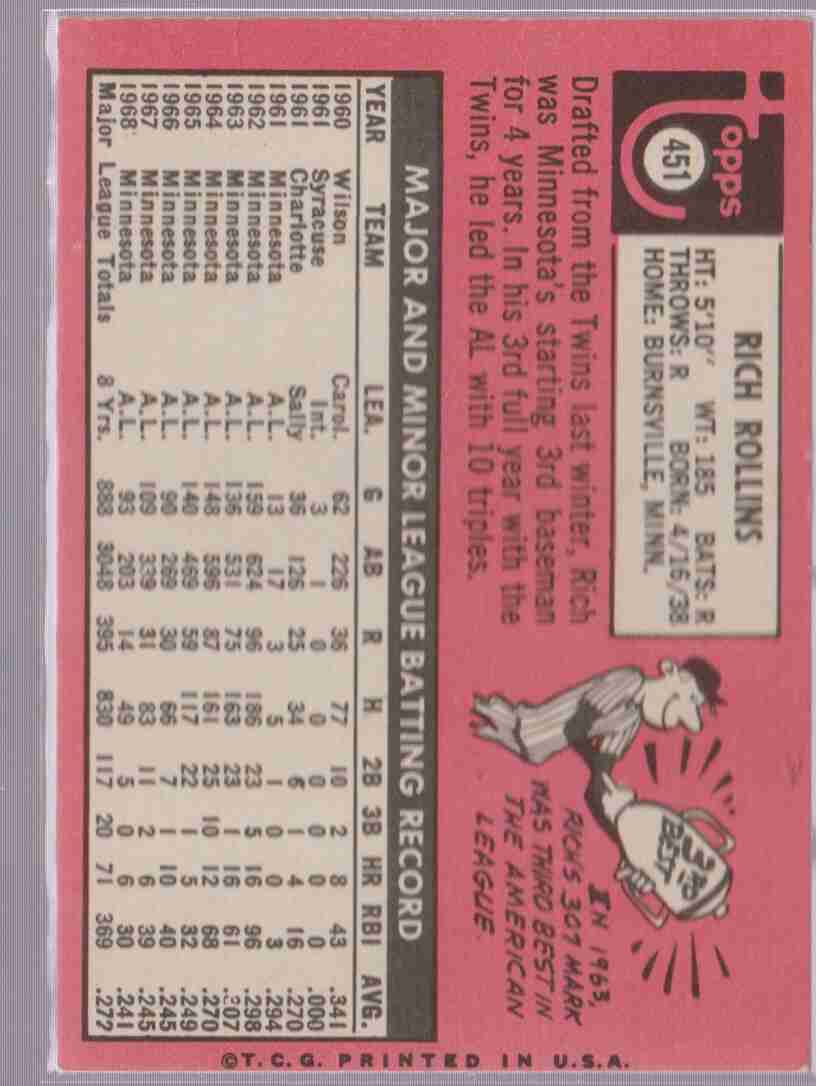 Topps
451
RICH ROLLINS
HT: 5'10" WT: 185 BATS: R
THROWS: R BORN: 4/16/38
HOME: BURNSVILLE, MINN.
Drafted from the Twins last winter, Rich
was Minnesota's starting 3rd baseman
for 4 years. In his 3rd full year with the
Twins, he led the AL with 10 triples.
3RD
BEST
IN 1963,
RICH'S 307 MARK
WAS THIRD BEST IN
THE AMERICAN
LEAGUE.
MAJOR AND MINOR LEAGUE BATTING RECORD
YEAR TEAM LEA. G AB R H 2B 3B HR RBI AVG.
1960 Wilson Carol. 62 226 36 77 10 2 8 43 .341
1961 Syracuse Int. 3 1 0 0 0 0 0 0 .000
1961 Charlotte Sally 36 126 25 34 6 1 4 16 .270
1961 Minnesota A.L. 13 17 3 5 1 0 0 3 .294
1962 Minnesota A.L. 159 624 96 186 23 5 16 96 .298
1963 Minnesota A.L. 136 531 75 163 23 1 16 61 .307
1964 Minnesota A.L. 148 596 87 161 25 10 12 68 .270
1965 Minnesota A.L. 140 469 59 117 22 1 5 32 .249
1966 Minnesota A.L. 90 269 30 66 7 1 10 40 .245
1967 Minnesota A.L. 109 339 31 83 11 2 6 39 .245
1968 Minnesota A.L. 93 203 14 49 5 0 6 30 .241
Major League Totals 8 Yrs. 888 3048 395 830 117 20 71 369 .272
©T.C.G. PRINTED IN U.S.A.